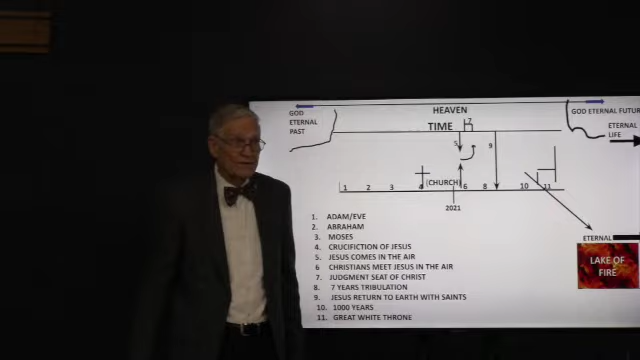 HEAVEN
GOD ETERNAL PAST
GOD ETERNAL FUTUR
TIME
7
ETERNAL LIFE
5
9
(CHURCH)
1 2 3 4 6 8 10 11
2021
1. ADAM/EVE
2. ABRAHAM
3. MOSES
4. CRUCIFICTION OF JESUS
5. JESUS COMES IN THE AIR
6 CHRISTIANS MEET JESUS IN THE AIR
7. JUDGMENT SEAT OF CHRIST
8. 7 YEARS TRIBULATION
9. JESUS RETURN TO EARTH WITH SAINTS
10. 1000 YEARS
11. GREAT WHITE THRONE
ETERNAL
LAKE OF
FIRE